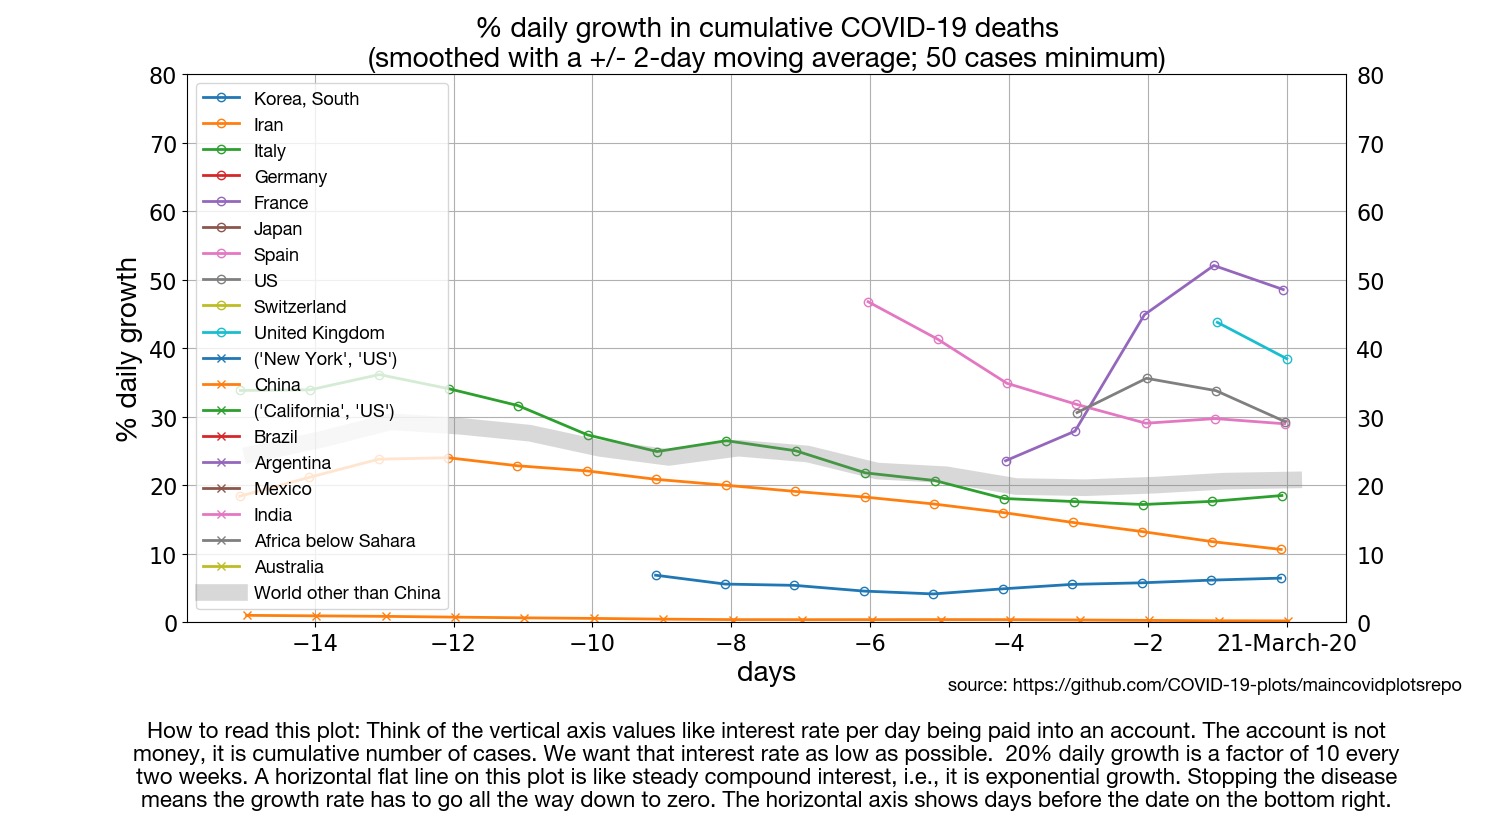 % daily growth in cumulative COVID-19 deaths
(smoothed with a +/- 2-day moving average; 50 cases minimum)
80
70
60
50
40
30
20
10
0
% daily growth
Korea, South
Iran
Italy
Germany
France
Japan
Spain
US
Switzerland
United Kingdom
('New York', 'US')
China
('California', 'US')
Brazil
Argentina
Mexico
India
Africa below Sahara
Australia
World other than China
80
70
60
50
40
30
20
10
0
−14 −12 −10 −8 −6 −4 −2 21-March-20
days
source: https://github.com/COVID-19-plots/maincovidplotsrepo
How to read this plot: Think of the vertical axis values like interest rate per day being paid into an account. The account is not
money, it is cumulative number of cases. We want that interest rate as low as possible.  20% daily growth is a factor of 10 every
two weeks. A horizontal flat line on this plot is like steady compound interest, i.e., it is exponential growth. Stopping the disease
means the growth rate has to go all the way down to zero. The horizontal axis shows days before the date on the bottom right.